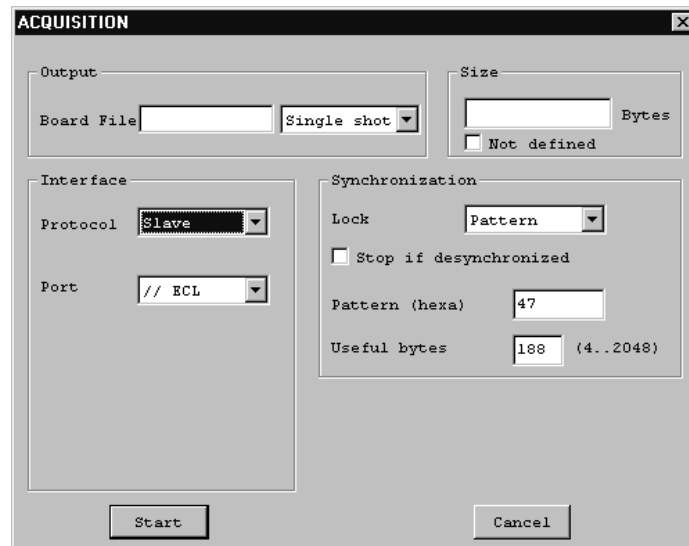 ACQUISITION
Output
Board File
Single shot
Size
Bytes
Not defined
Interface
Protocol
Slave
Port
// ECL
Synchronization
Lock
Pattern
Stop if desynchronized
Pattern (hexa)
47
Useful bytes
188
(4..2048)
Start
Cancel